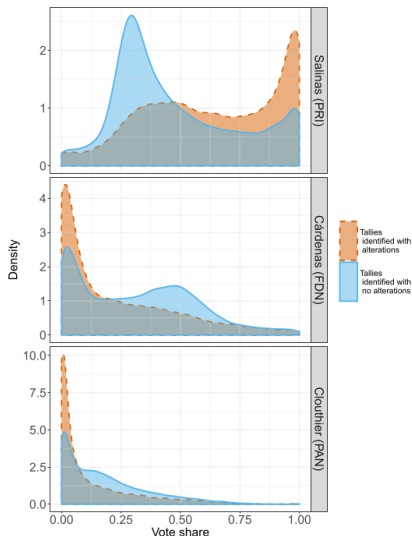 Density
2
1
0
Salinas (PRI)
4
3
2
1
0
Cárdenas (FDN)
10.0
7.5
5.0
2.5
0.0
Clouthier (PAN)
0.00
0.25
0.50
0.75
1.00
Vote share
Tallies
identified with
alterations
Tallies
identified with
no alterations